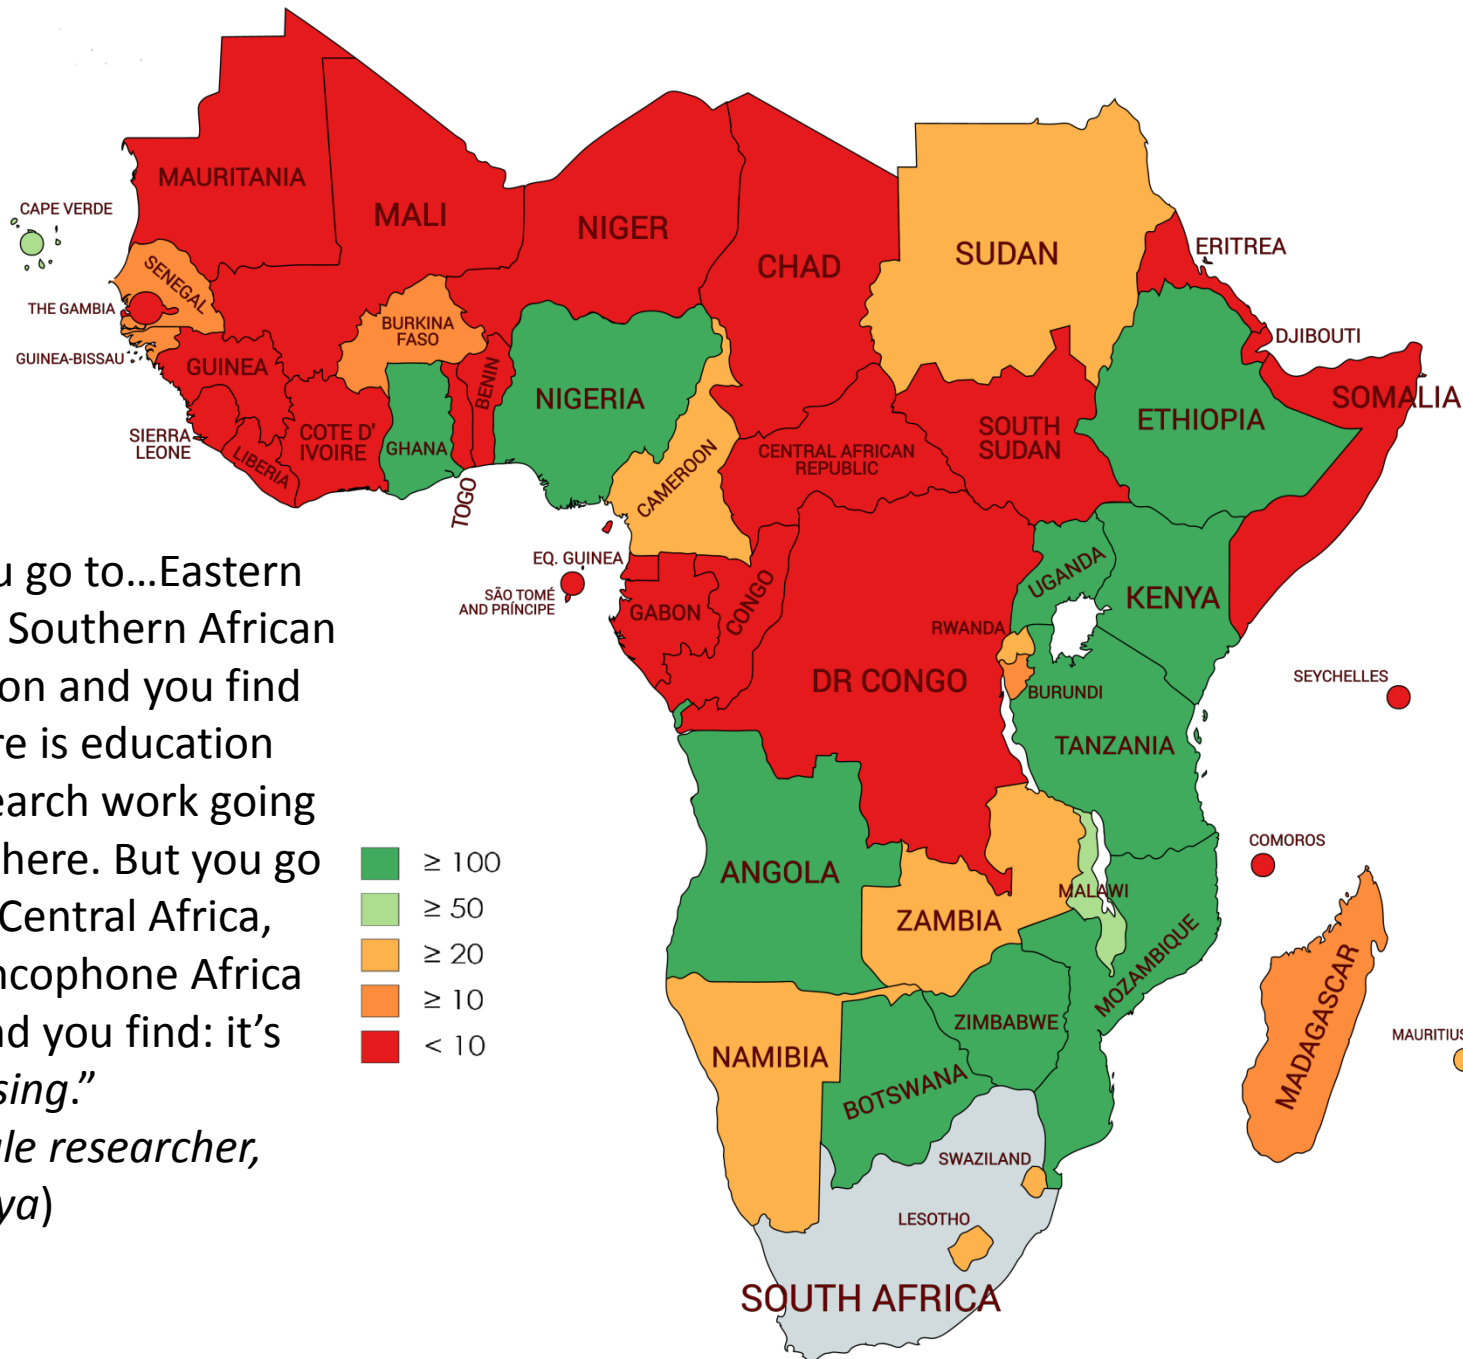 MAURITANIA
MALI
NIGER
CHAD
SUDAN
ERITREA
CAPE VERDE
SENEGAL
THE GAMBIA
GUINEA-BISSAU
GUINEA
SIERRA
LEONE
LIBERIA
COTE D'
IVOIRE
BURKINA
FASO
GHANA
TOGO
BENIN
NIGERIA
CAMEROON
CENTRAL AFRICAN
REPUBLIC
SOUTH
SUDAN
ETHIOPIA
DJIBOUTI
SOMALIA
EQ. GUINEA
SÃO TOMÉ
AND PRÍNCIPE
GABON
CONGO
DR CONGO
UGANDA
KENYA
RWANDA
BURUNDI
TANZANIA
SEYCHELLES
COMOROS
ANGOLA
ZAMBIA
MALAWI
MOZAMBIQUE
MADAGASCAR
MAURITIUS
NAMIBIA
ZIMBABWE
BOTSWANA
SWAZILAND
LESOTHO
SOUTH AFRICA
u go to…Eastern
Southern African
on and you find
re is education
earch work going
here. But you go
Central Africa,
ncophone Africa
nd you find: it’s
sing.”
le researcher,
ya)
≥ 100
≥ 50
≥ 20
≥ 10
< 10